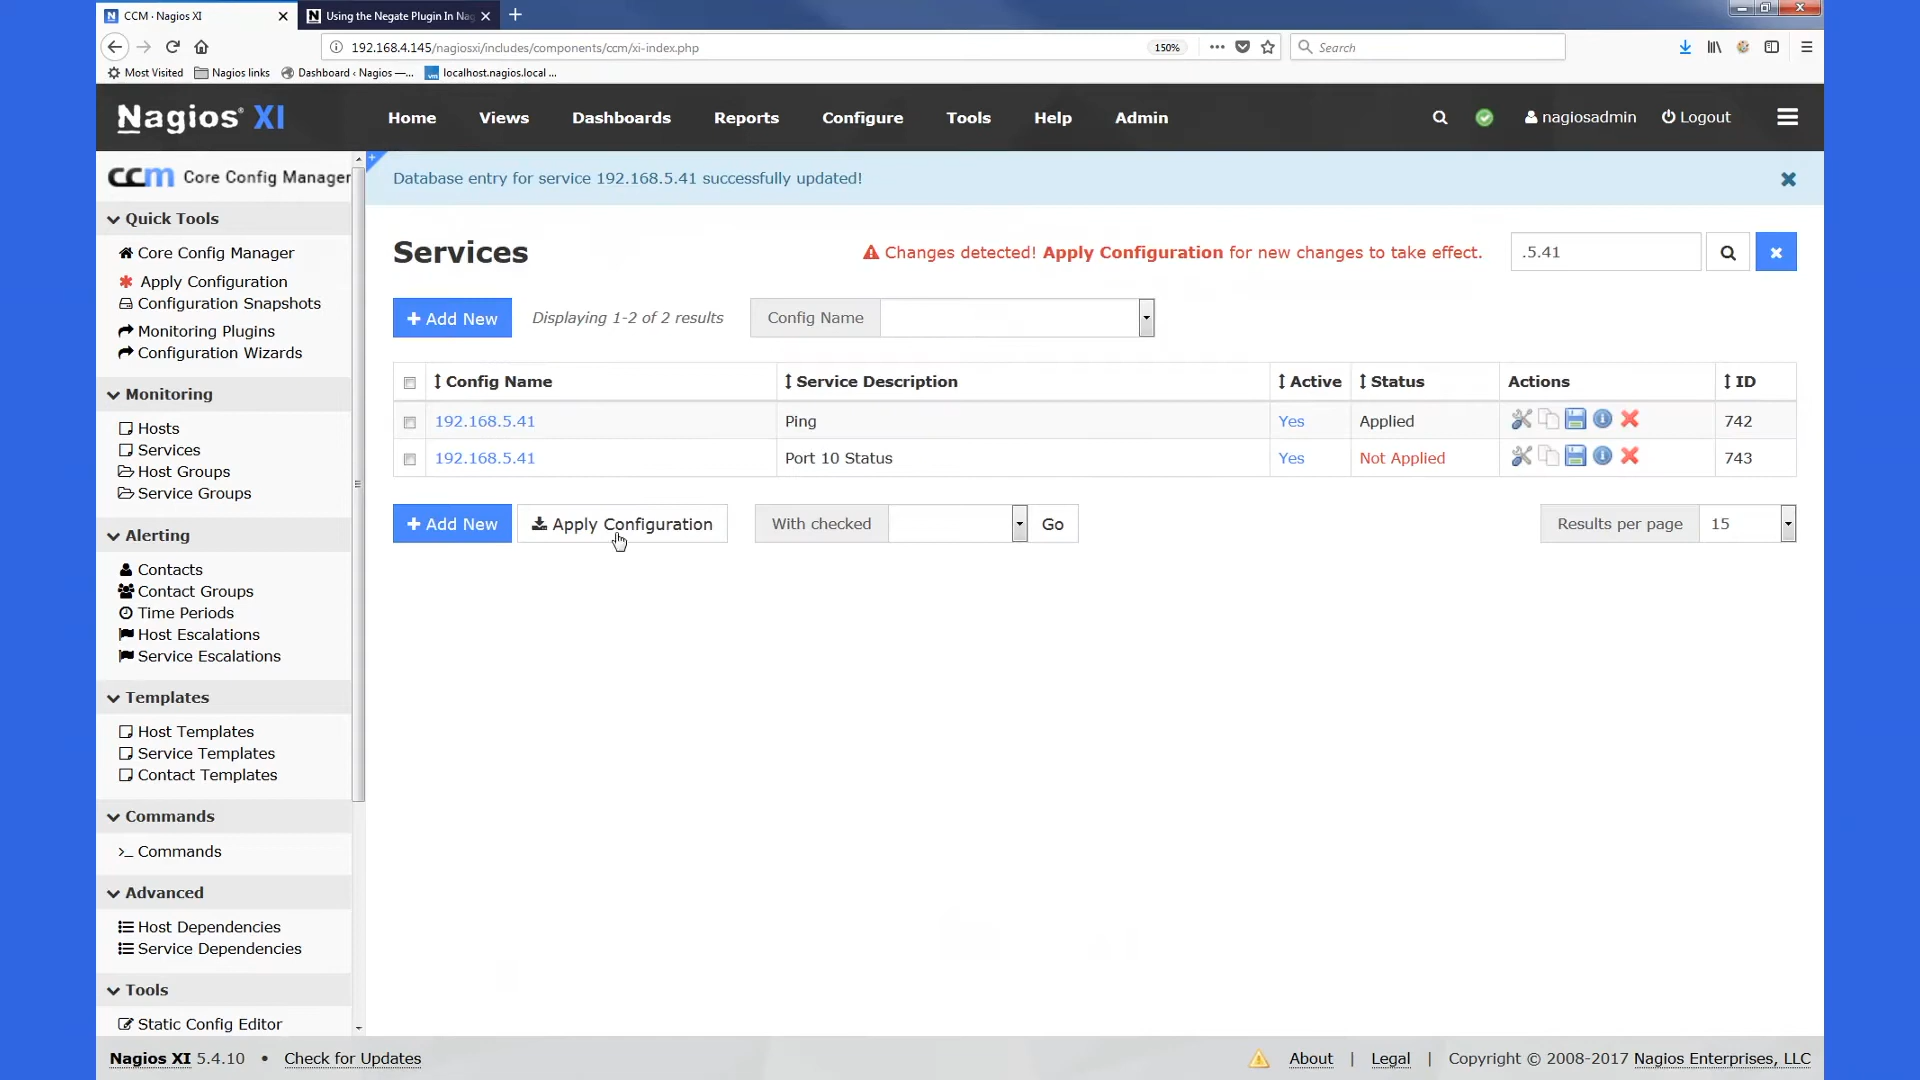 CCM · Nagios XI
Using the Negate Plugin In Nag
192.168.4.145/nagiosxi/includes/components/ccm/xi-index.php
150%
Search
Most Visited
Nagios links
Dashboard ‹ Nagios —...
localhost.nagios.local ...
Nagios® XI
Home
Views
Dashboards
Reports
Configure
Tools
Help
Admin
nagiosadmin
Logout
ccm Core Config Manager
Quick Tools
Core Config Manager
Apply Configuration
Configuration Snapshots
Monitoring Plugins
Configuration Wizards
Monitoring
Hosts
Services
Host Groups
Service Groups
Alerting
Contacts
Contact Groups
Time Periods
Host Escalations
Service Escalations
Templates
Host Templates
Service Templates
Contact Templates
Commands
>_ Commands
Advanced
Host Dependencies
Service Dependencies
Tools
Static Config Editor
Database entry for service 192.168.5.41 successfully updated!
Services
Changes detected! Apply Configuration for new changes to take effect.
.5.41
+ Add New
Displaying 1-2 of 2 results
Config Name
Config Name Service Description Active Status Actions ID
192.168.5.41 Ping Yes Applied 742
192.168.5.41 Port 10 Status Yes Not Applied 743
+ Add New
Apply Configuration
With checked
Go
Results per page 15
Nagios XI 5.4.10 • Check for Updates
About | Legal | Copyright © 2008-2017 Nagios Enterprises, LLC